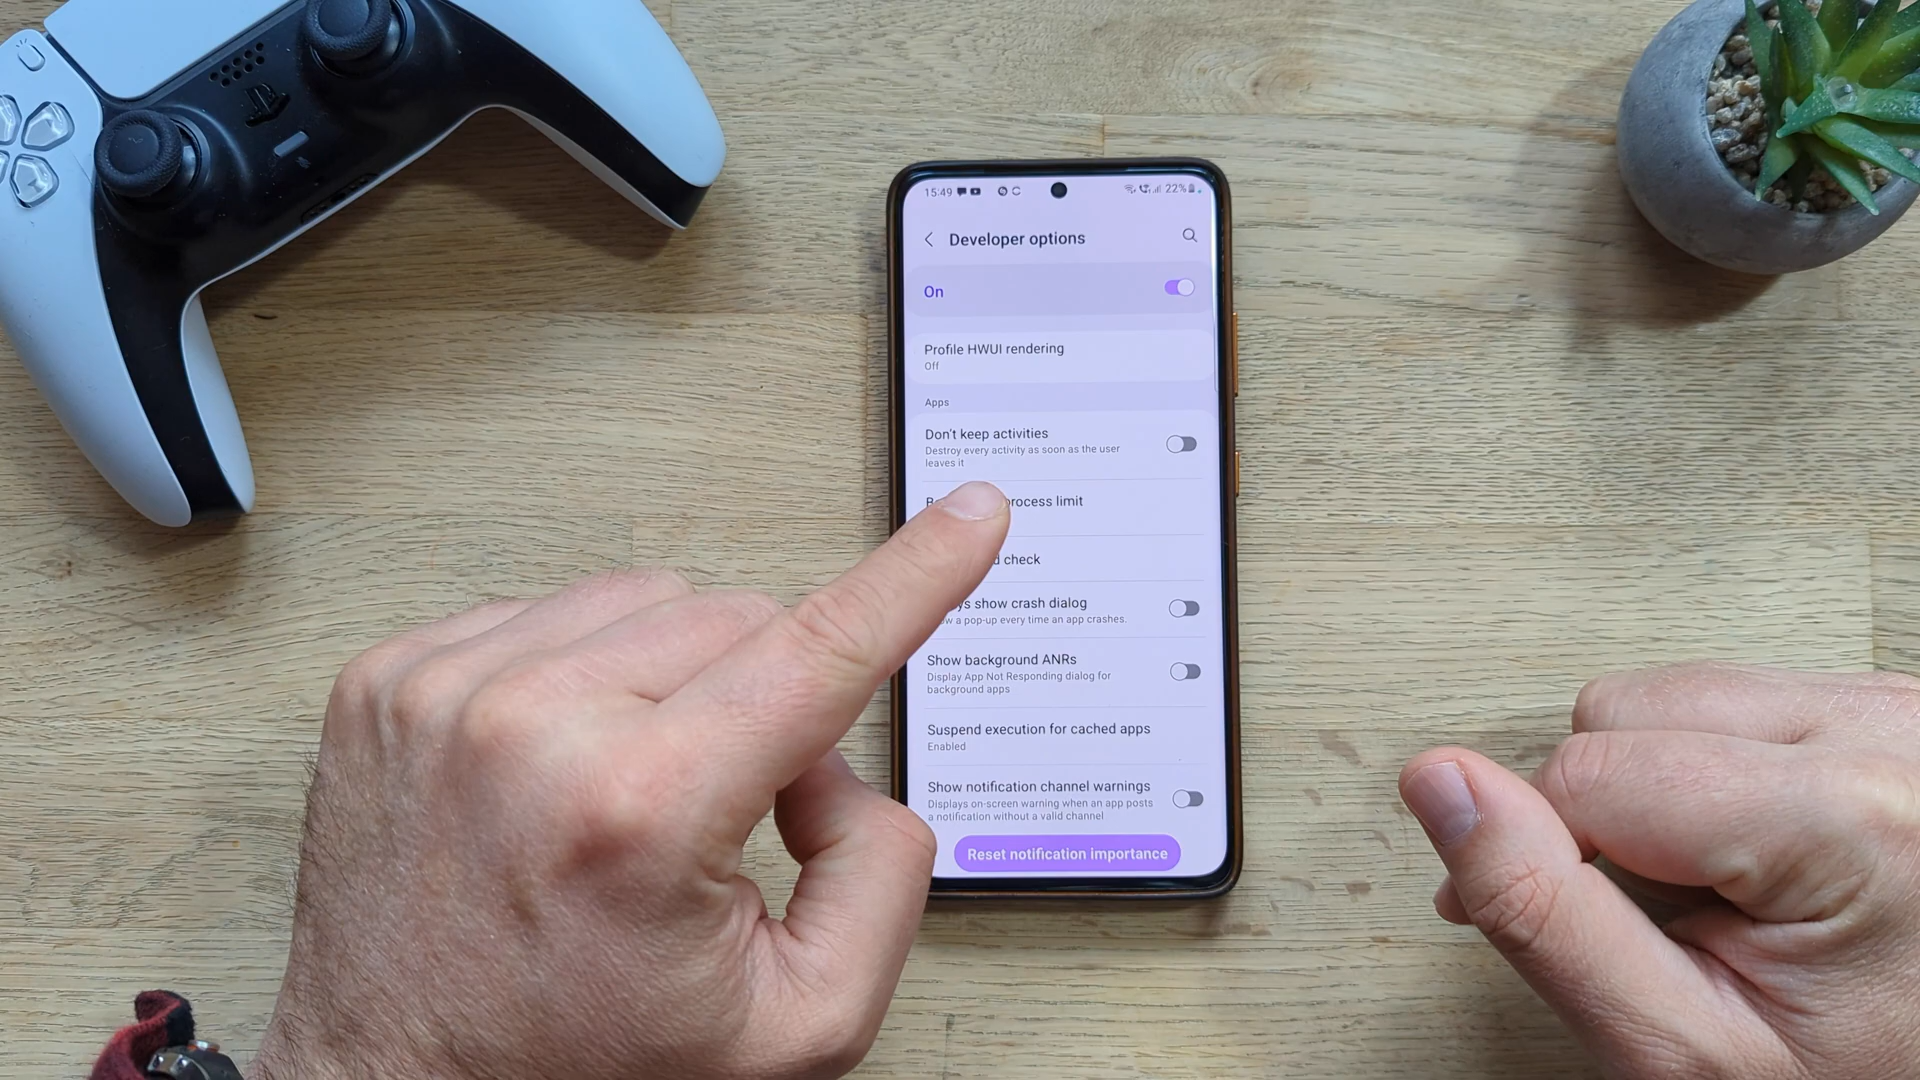 15:49
22%
Developer options
On
Profile HWUI rendering
Off
Apps
Don't keep activities
Destroy every activity as soon as the user
leaves it
process limit
check
show crash dialog
a pop-up every time an app crashes.
Show background ANRs
Display App Not Responding dialog for
background apps
Suspend execution for cached apps
Enabled
Show notification channel warnings
Displays on-screen warning when an app posts
a notification without a valid channel
Reset notification importance